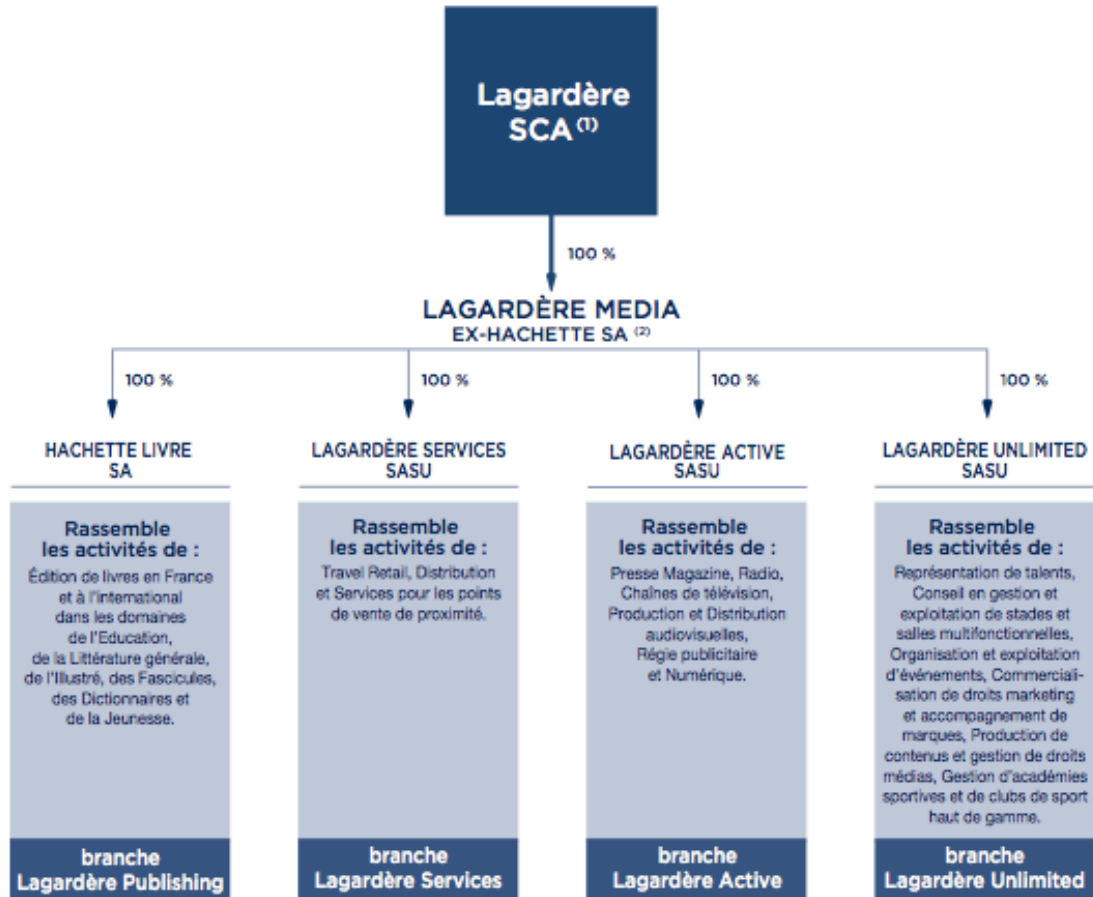 Lagardère
SCA (1)
100 %
LAGARDÈRE MEDIA
EX-HACHETTE SA (2)
100 %
100 %
100 %
100 %
HACHETTE LIVRE
SA
Rassemble
les activités de :
Édition de livres en France
et à l'international
dans les domaines
de l'Education,
de la Littérature générale,
de l'Illustré, des Fascicules,
des Dictionnaires et
de la Jeunesse.
branche
Lagardère Publishing
LAGARDÈRE SERVICES
SASU
Rassemble
les activités de :
Travel Retail, Distribution
et Services pour les points
de vente de proximité.
branche
Lagardère Services
LAGARDÈRE ACTIVE
SASU
Rassemble
les activités de :
Presse Magazine, Radio,
Chaînes de télévision,
Production et Distribution
audiovisuelles,
Régie publicitaire
et Numérique.
branche
Lagardère Active
LAGARDÈRE UNLIMITED
SASU
Rassemble
les activités de :
Représentation de talents,
Conseil en gestion et
exploitation de stades et
salles multifonctionnelles,
Organisation et exploitation
d'événements, Commerciali-
sation de droits marketing
et accompagnement de
marques, Production de
contenus et gestion de droits
médias, Gestion d'académies
sportives et de clubs de sport
haut de gamme.
branche
Lagardère Unlimited